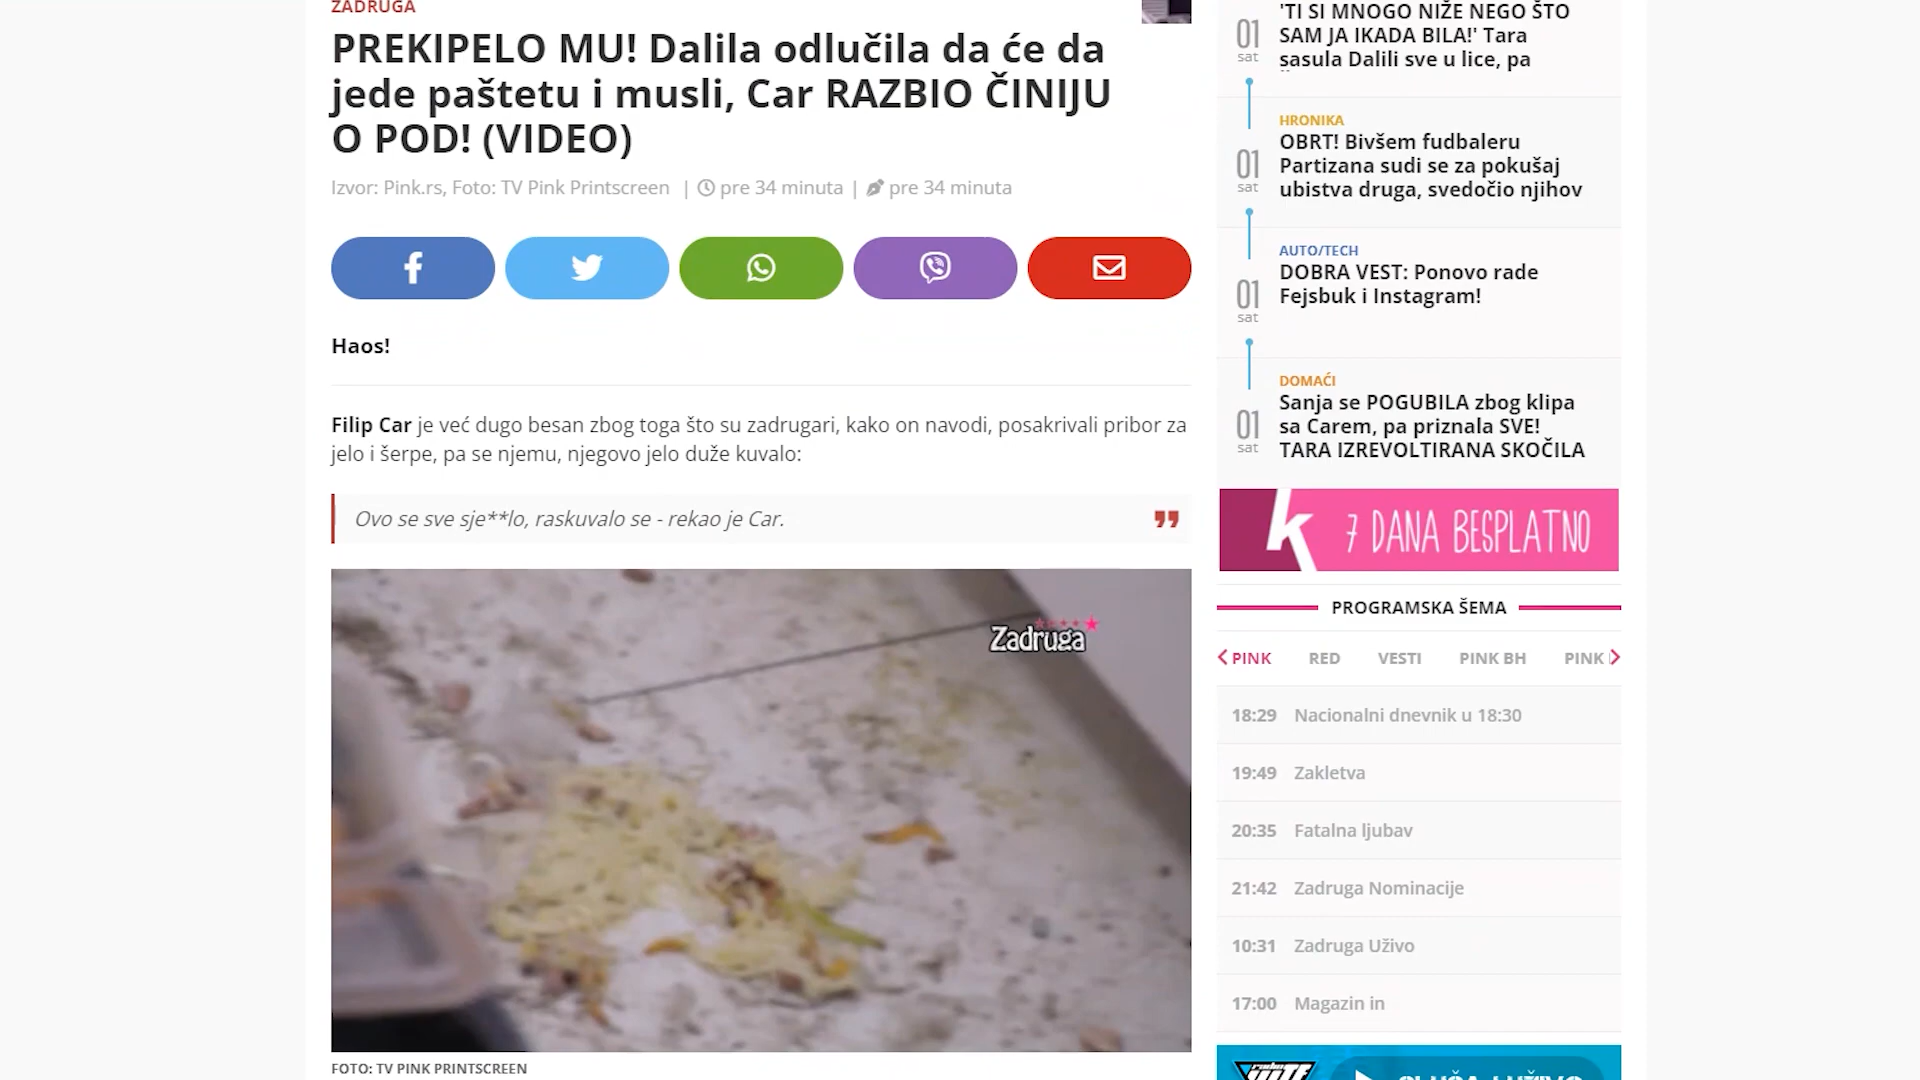 ZADRUGA
PREKIPELO MU! Dalila odlučila da će da
jede paštetu i musli, Car RAZBIO ČINIJU
O POD! (VIDEO)
Izvor: Pink.rs, Foto: TV Pink Printscreen | pre 34 minuta | pre 34 minuta
Haos!
Filip Car je već dugo besan zbog toga što su zadrugari, kako on navodi, posakrivali pribor za
jelo i šerpe, pa se njemu, njegovo jelo duže kuvalo:
Ovo se sve sje**lo, raskuvalo se - rekao je Car.
Zadruga
FOTO: TV PINK PRINTSCREEN
01
sat
'TI SI MNOGO NIŽE NEGO ŠTO
SAM JA IKADA BILA!' Tara
sasula Dalili sve u lice, pa
HRONIKA
01
sat
OBRT! Bivšem fudbaleru
Partizana sudi se za pokušaj
ubistva druga, svedočio njihov
AUTO/TECH
01
sat
DOBRA VEST: Ponovo rade
Fejsbuk i Instagram!
DOMAĆI
01
sat
Sanja se POGUBILA zbog klipa
sa Carem, pa priznala SVE!
TARA IZREVOLTIRANA SKOČILA
k 7 DANA BESPLATNO
PROGRAMSKA ŠEMA
PINK RED VESTI PINK BH PINK
18:29 Nacionalni dnevnik u 18:30
19:49 Zakletva
20:35 Fatalna ljubav
21:42 Zadruga Nominacije
10:31 Zadruga Uživo
17:00 Magazin in